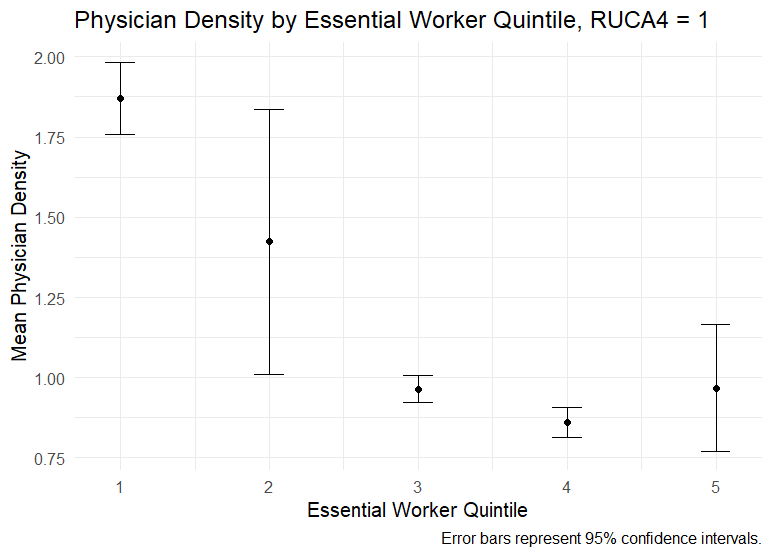 Physician Density by Essential Worker Quintile, RUCA4 = 1
2.00
1.75
1.50
1.25
1.00
0.75
Mean Physician Density
1 2 3 4 5
Essential Worker Quintile
Error bars represent 95% confidence intervals.